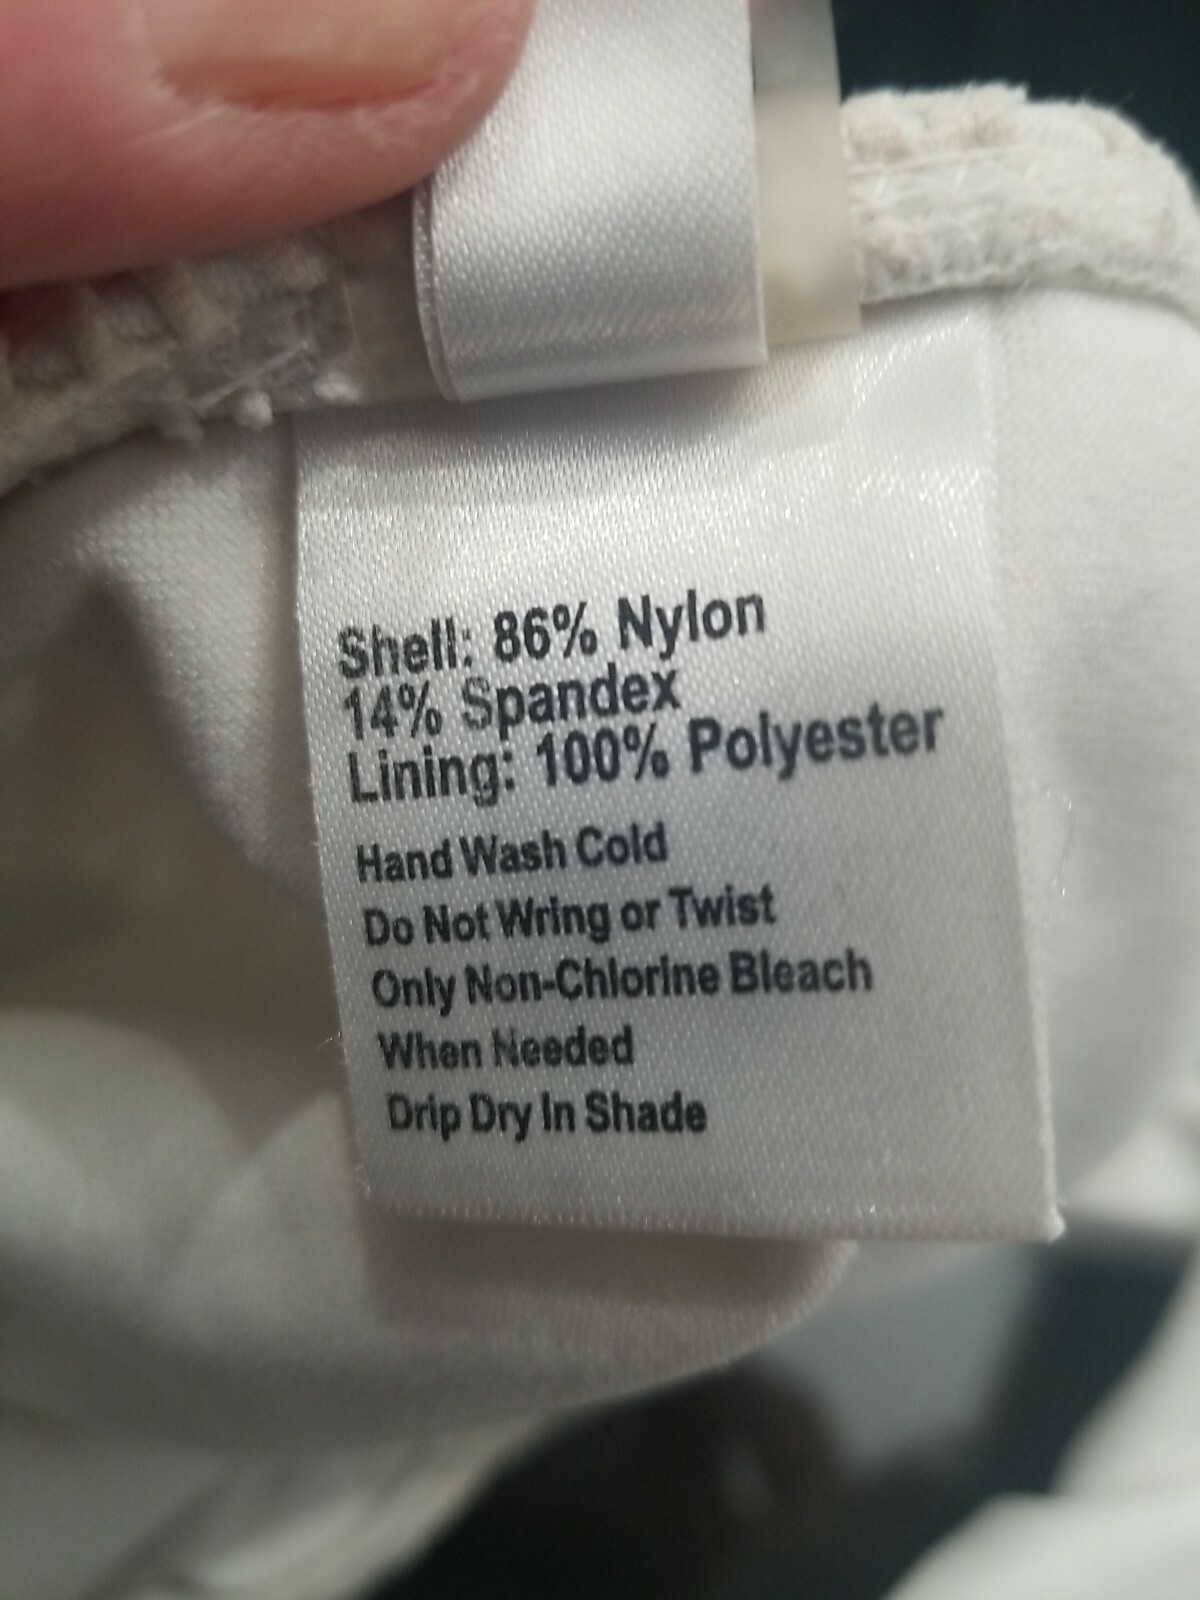 Shell: 86% Nylon
14% Spandex
Lining: 100% Polyester
Hand Wash Cold
Do Not Wring or Twist
Only Non-Chlorine Bleach
When Needed
Drip Dry In Shade